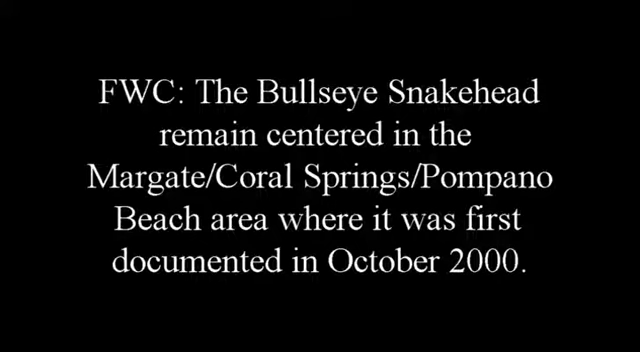 FWC: The Bullseye Snakehead
remain centered in the
Margate/Coral Springs/Pompano
Beach area where it was first
documented in October 2000.